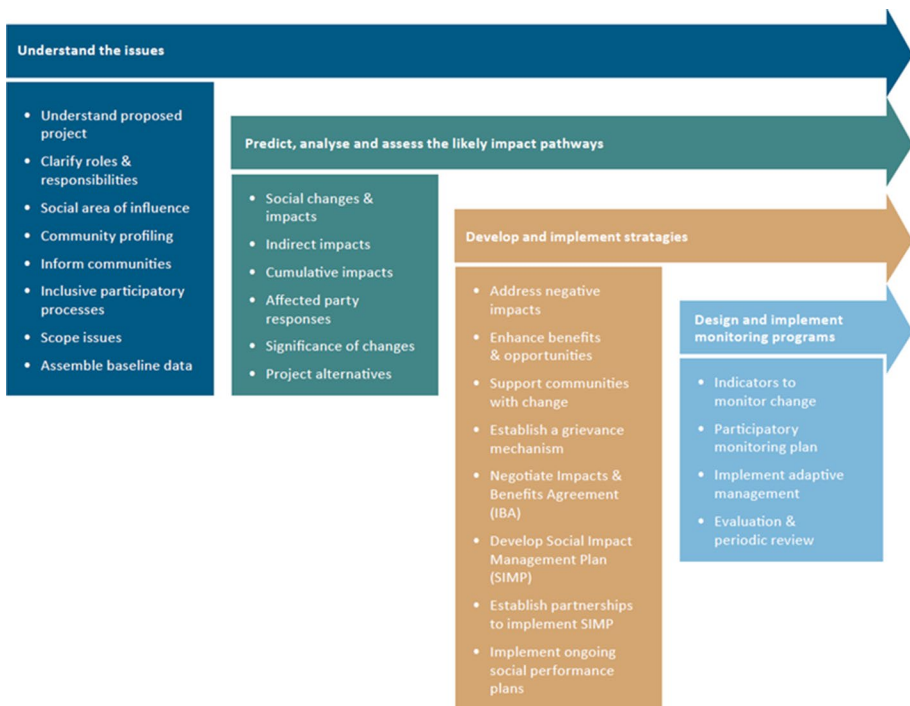 Understand the issues
• Understand proposed
project
• Clarify roles &
responsibilities
• Social area of influence
• Community profiling
• Inform communities
• Inclusive participatory
processes
• Scope issues
• Assemble baseline data
Predict, analyse and assess the likely impact pathways
• Social changes &
impacts
• Indirect impacts
• Cumulative impacts
• Affected party
responses
• Significance of changes
• Project alternatives
Develop and implement stratagies
• Address negative
impacts
• Enhance benefits
& opportunities
• Support communities
with change
• Establish a grievance
mechanism
• Negotiate Impacts &
Benefits Agreement
(IBA)
• Develop Social Impact
Management Plan
(SIMP)
• Establish partnerships
to implement SIMP
• Implement ongoing
social performance
plans
Design and implement
monitoring programs
• Indicators to
monitor change
• Participatory
monitoring plan
• Implement adaptive
management
• Evaluation &
periodic review